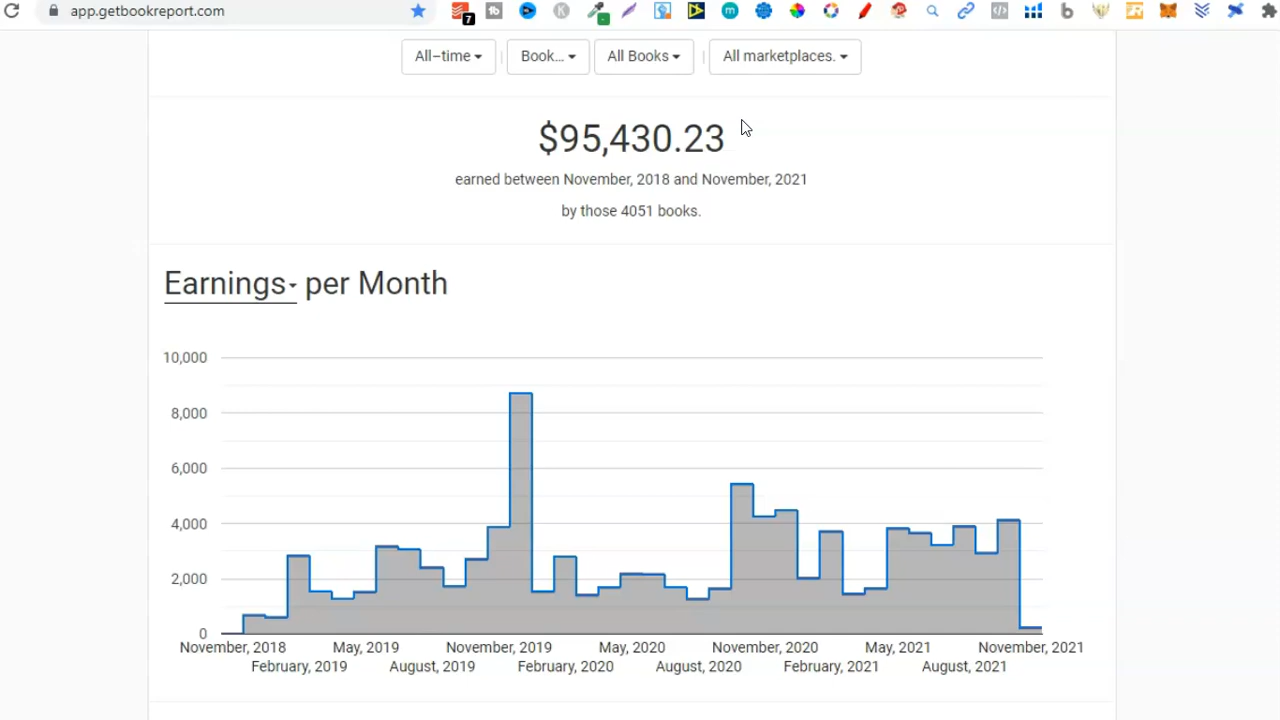 app.getbookreport.com
7
All-time
Book...
All Books
All marketplaces.
$95,430.23
earned between November, 2018 and November, 2021
by those 4051 books.
Earnings per Month
10,000
8,000
6,000
4,000
2,000
0
November, 2018 May, 2019 November, 2019 May, 2020 November, 2020 May, 2021 November, 2021
February, 2019 August, 2019 February, 2020 August, 2020 February, 2021 August, 2021